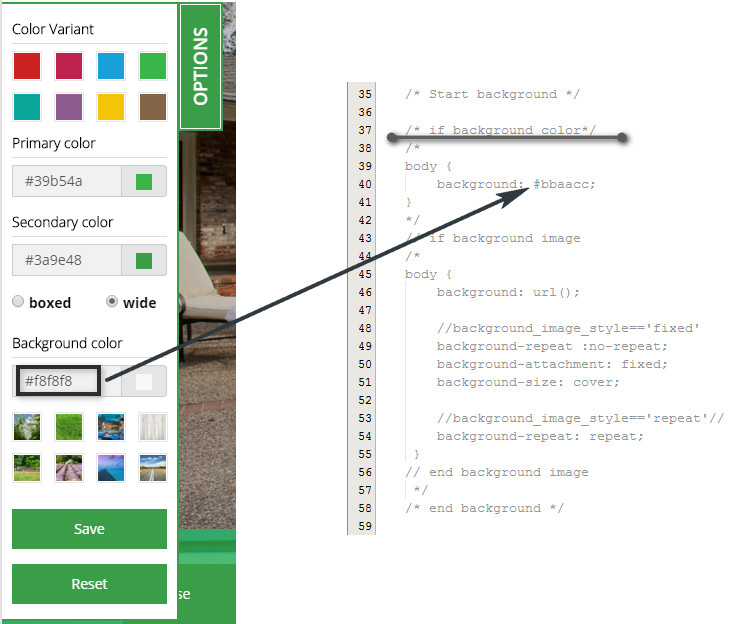 Color Variant
OPTIONS
Primary color
#39b54a
Secondary color
#3a9e48
boxed wide
Background color
#f8f8f8
Save
Reset
se
35 /* Start background */
36
37 /* if background color*/
38 /*
39 body {
40 background: #bbaacc;
41 }
42 */
43 // if background image
44 /*
45 body {
46 background: url();
47
48 //background_image_style=='fixed'
49 background-repeat :no-repeat;
50 background-attachment: fixed;
51 background-size: cover;
52
53 //background_image_style=='repeat'//
54 background-repeat: repeat;
55 }
56 // end background image
57 */
58 /* end background */
59